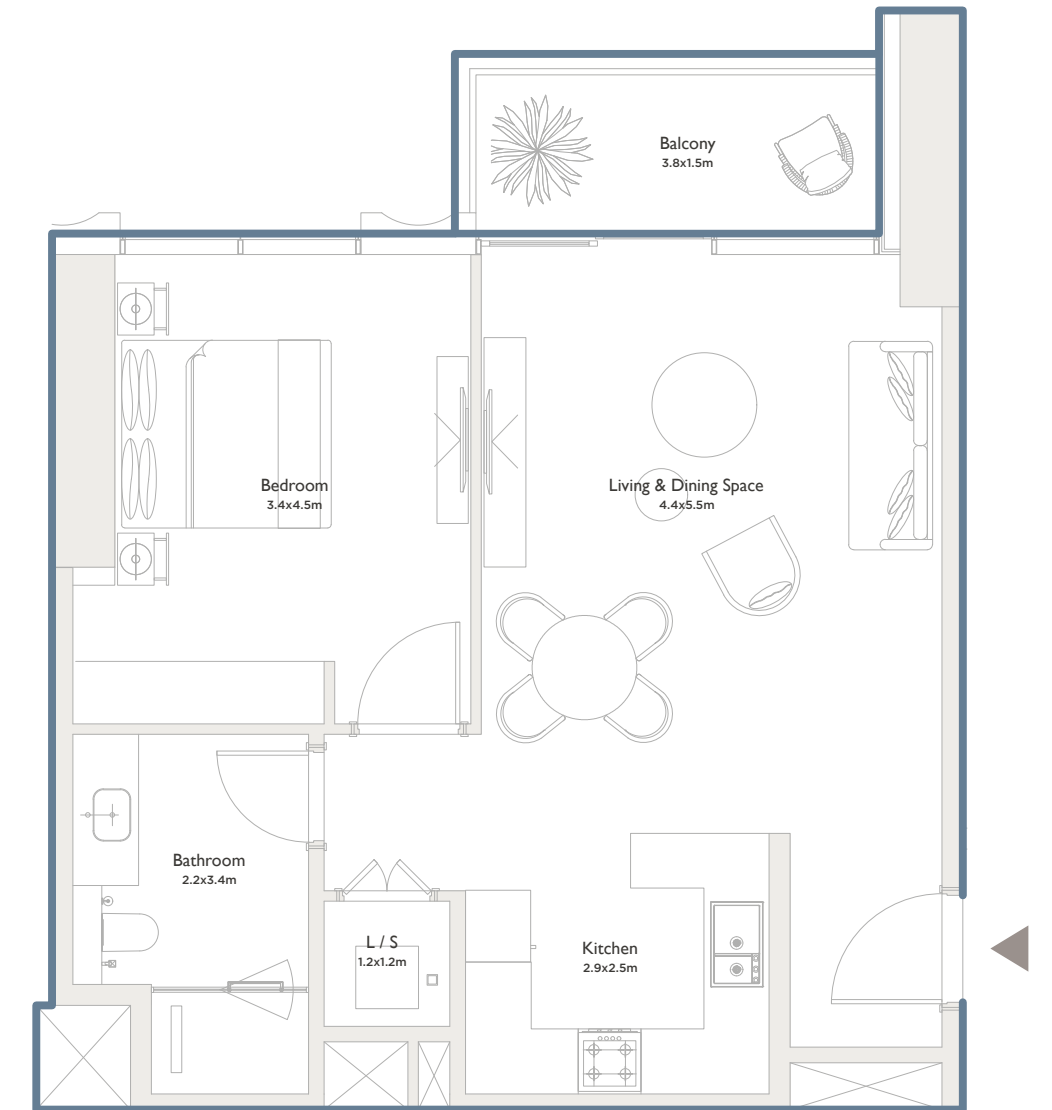 Balcony
3.8x1.5m
Bedroom
3.4x4.5m
Living & Dining Space
4.4x5.5m
Bathroom
2.2x3.4m
L / S
1.2x1.2m
Kitchen
2.9x2.5m